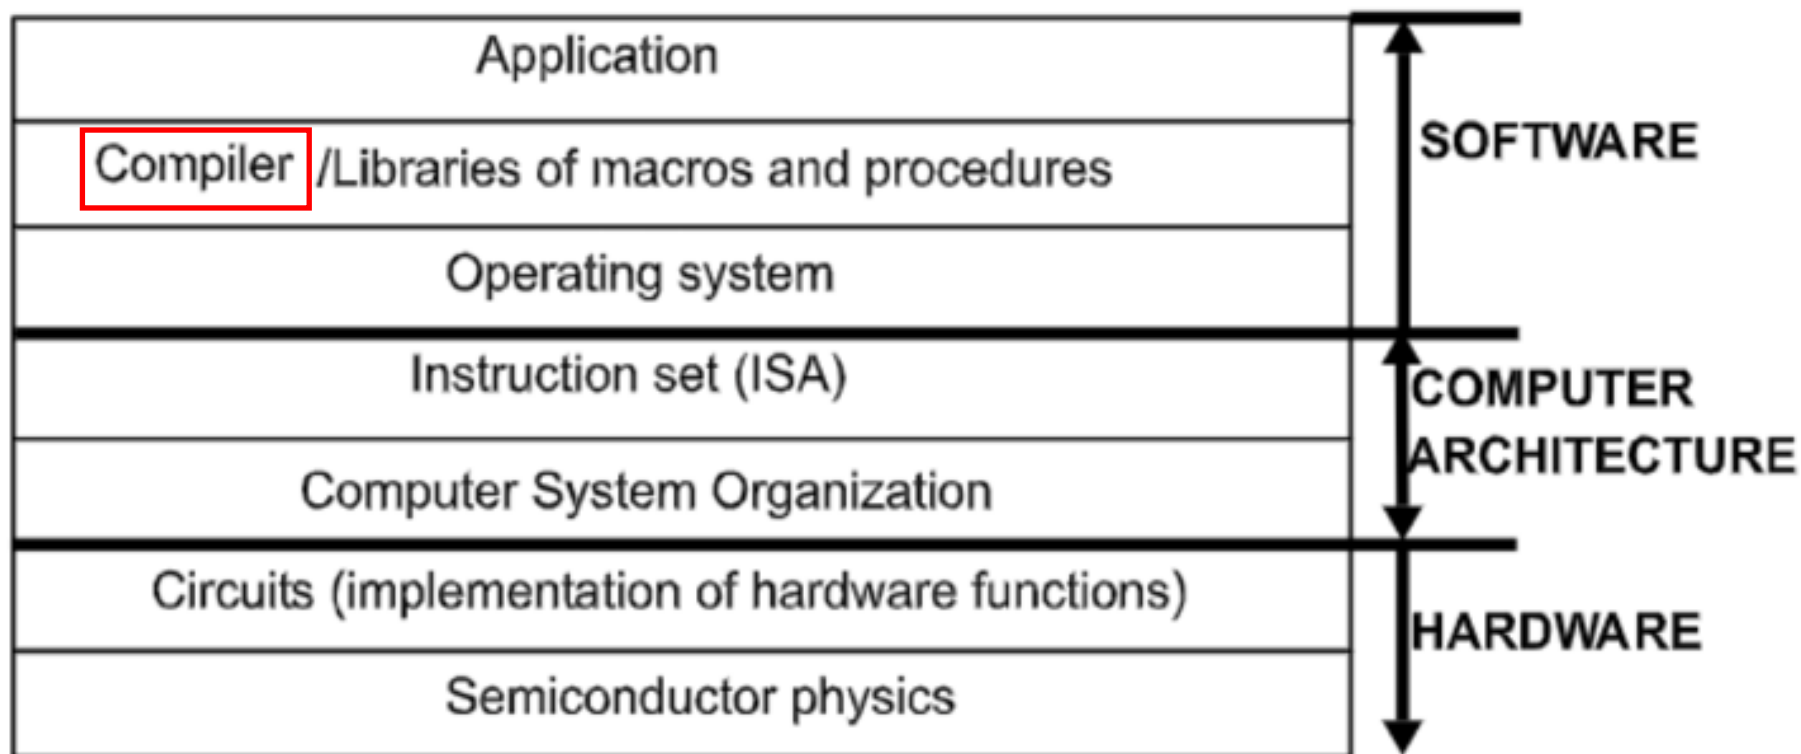 Application
Compiler /Libraries of macros and procedures
SOFTWARE
Operating system
Instruction set (ISA)
COMPUTER
ARCHITECTURE
Computer System Organization
Circuits (implementation of hardware functions)
HARDWARE
Semiconductor physics